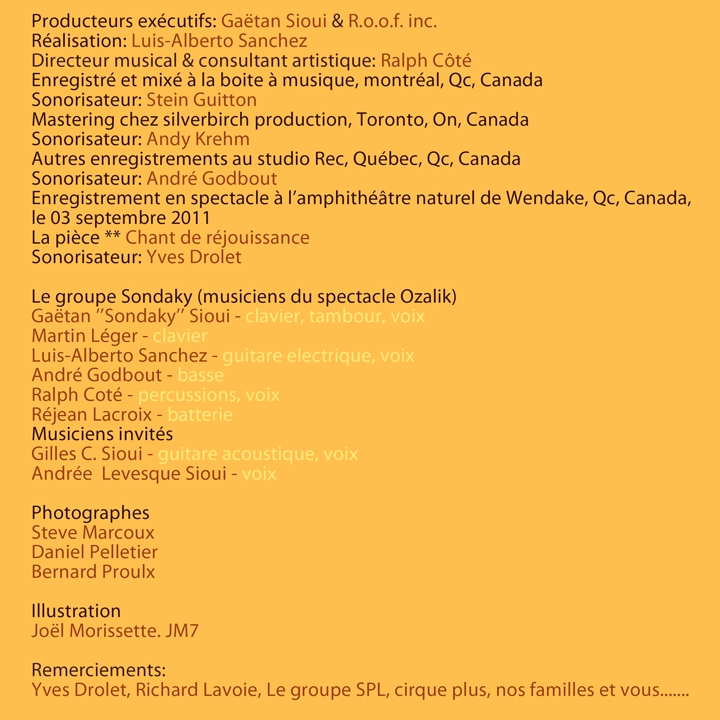 Producteurs exécutifs: Gaëtan Sioui & R.o.o.f. inc.
Réalisation: Luis-Alberto Sanchez
Directeur musical & consultant artistique: Ralph Côté
Enregistré et mixé à la boite à musique, montréal, Qc, Canada
Sonorisateur: Stein Guitton
Mastering chez silverbirch production, Toronto, On, Canada
Sonorisateur: Andy Krehm
Autres enregistrements au studio Rec, Québec, Qc, Canada
Sonorisateur: André Godbout
Enregistrement en spectacle à l’amphithéâtre naturel de Wendake, Qc, Canada,
le 03 septembre 2011
La pièce ** Chant de réjouissance
Sonorisateur: Yves Drolet

Le groupe Sondaky (musiciens du spectacle Ozalik)
Gaëtan ’’Sondaky’’ Sioui - clavier, tambour, voix
Martin Léger - clavier
Luis-Alberto Sanchez - guitare electrique, voix
André Godbout - basse
Ralph Coté - percussions, voix
Réjean Lacroix - batterie
Musiciens invités
Gilles C. Sioui - guitare acoustique, voix
Andrée  Levesque Sioui - voix

Photographes
Steve Marcoux
Daniel Pelletier
Bernard Proulx

Illustration
Joël Morissette. JM7

Remerciements:
Yves Drolet, Richard Lavoie, Le groupe SPL, cirque plus, nos familles et vous.......